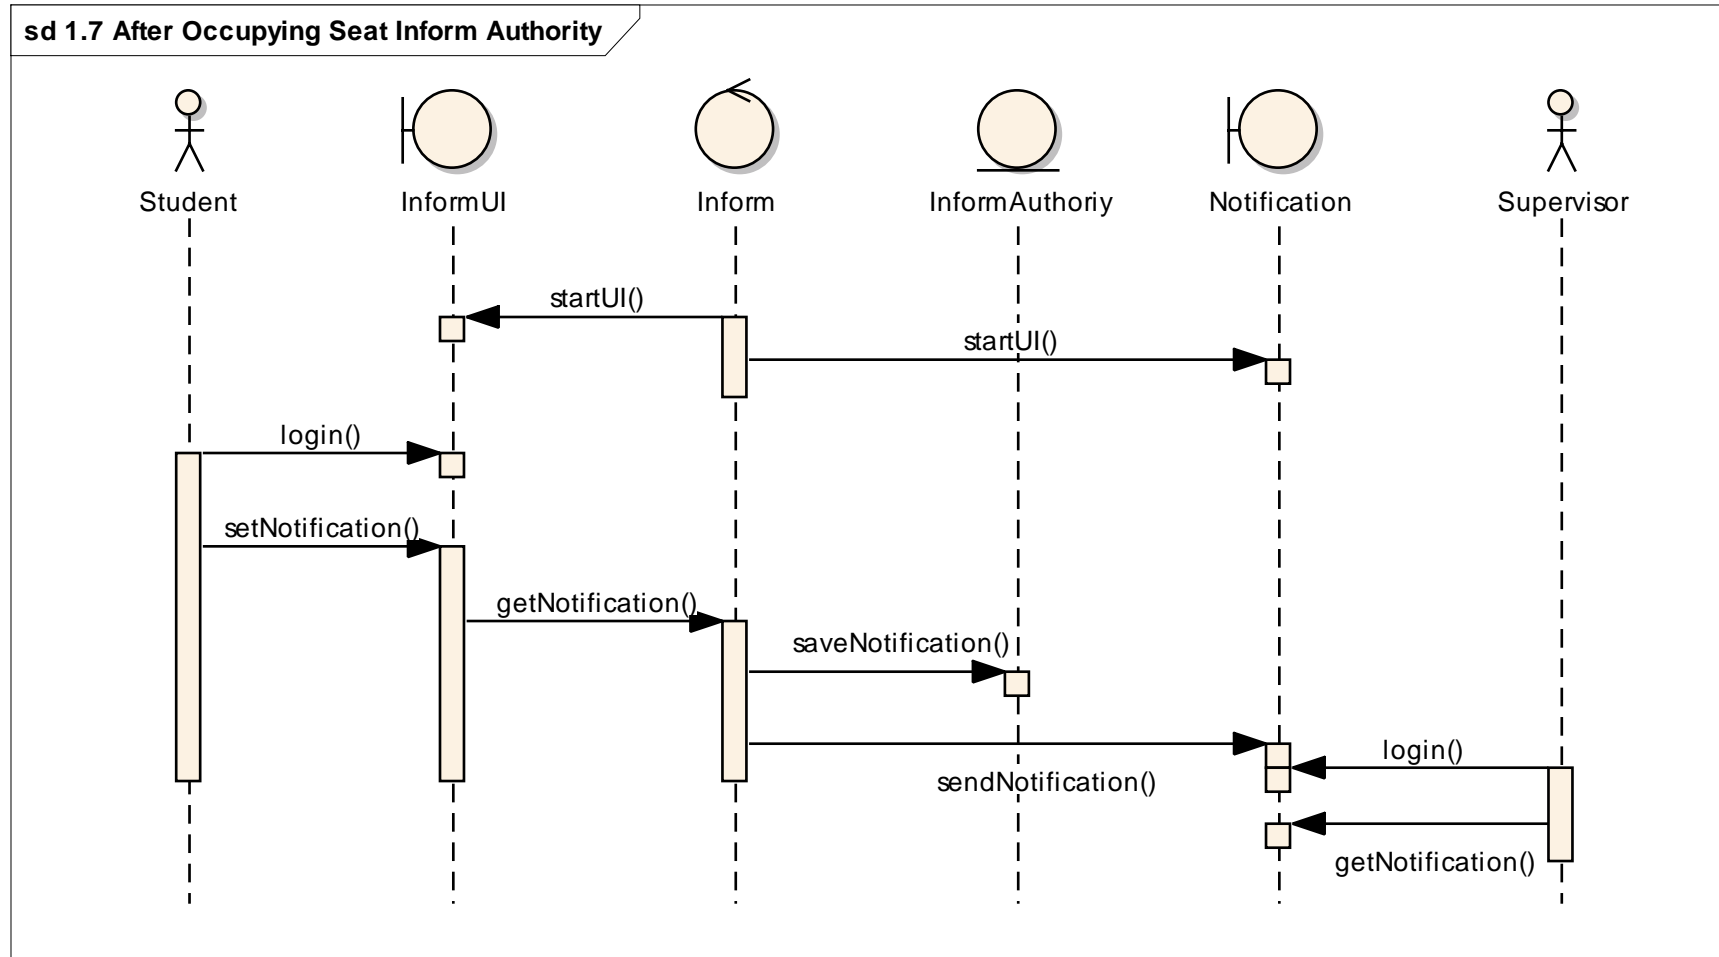 sd 1.7 After Occupying Seat Inform Authority
Student
InformUI
Inform
InformAuthoriy
Notification
Supervisor
startUI()
startUI()
login()
setNotification()
getNotification()
saveNotification()
login()
sendNotification()
getNotification()